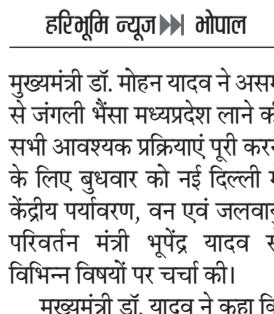 हरिभूमि न्यूज ▶▶ भोपाल
मुख्यमंत्री डॉ. मोहन यादव ने
से जंगली भैंसा मध्यप्रदेश लाने
सभी आवश्यक प्रक्रियाएं पूरी
के लिए बुधवार को नई दिल्ली
केंद्रीय पर्यावरण, वन एवं
परिवर्तन मंत्री भूपेंद्र यादव
विभिन्न विषयों पर चर्चा की।
मुख्यमंत्री डॉ. यादव ने कहा